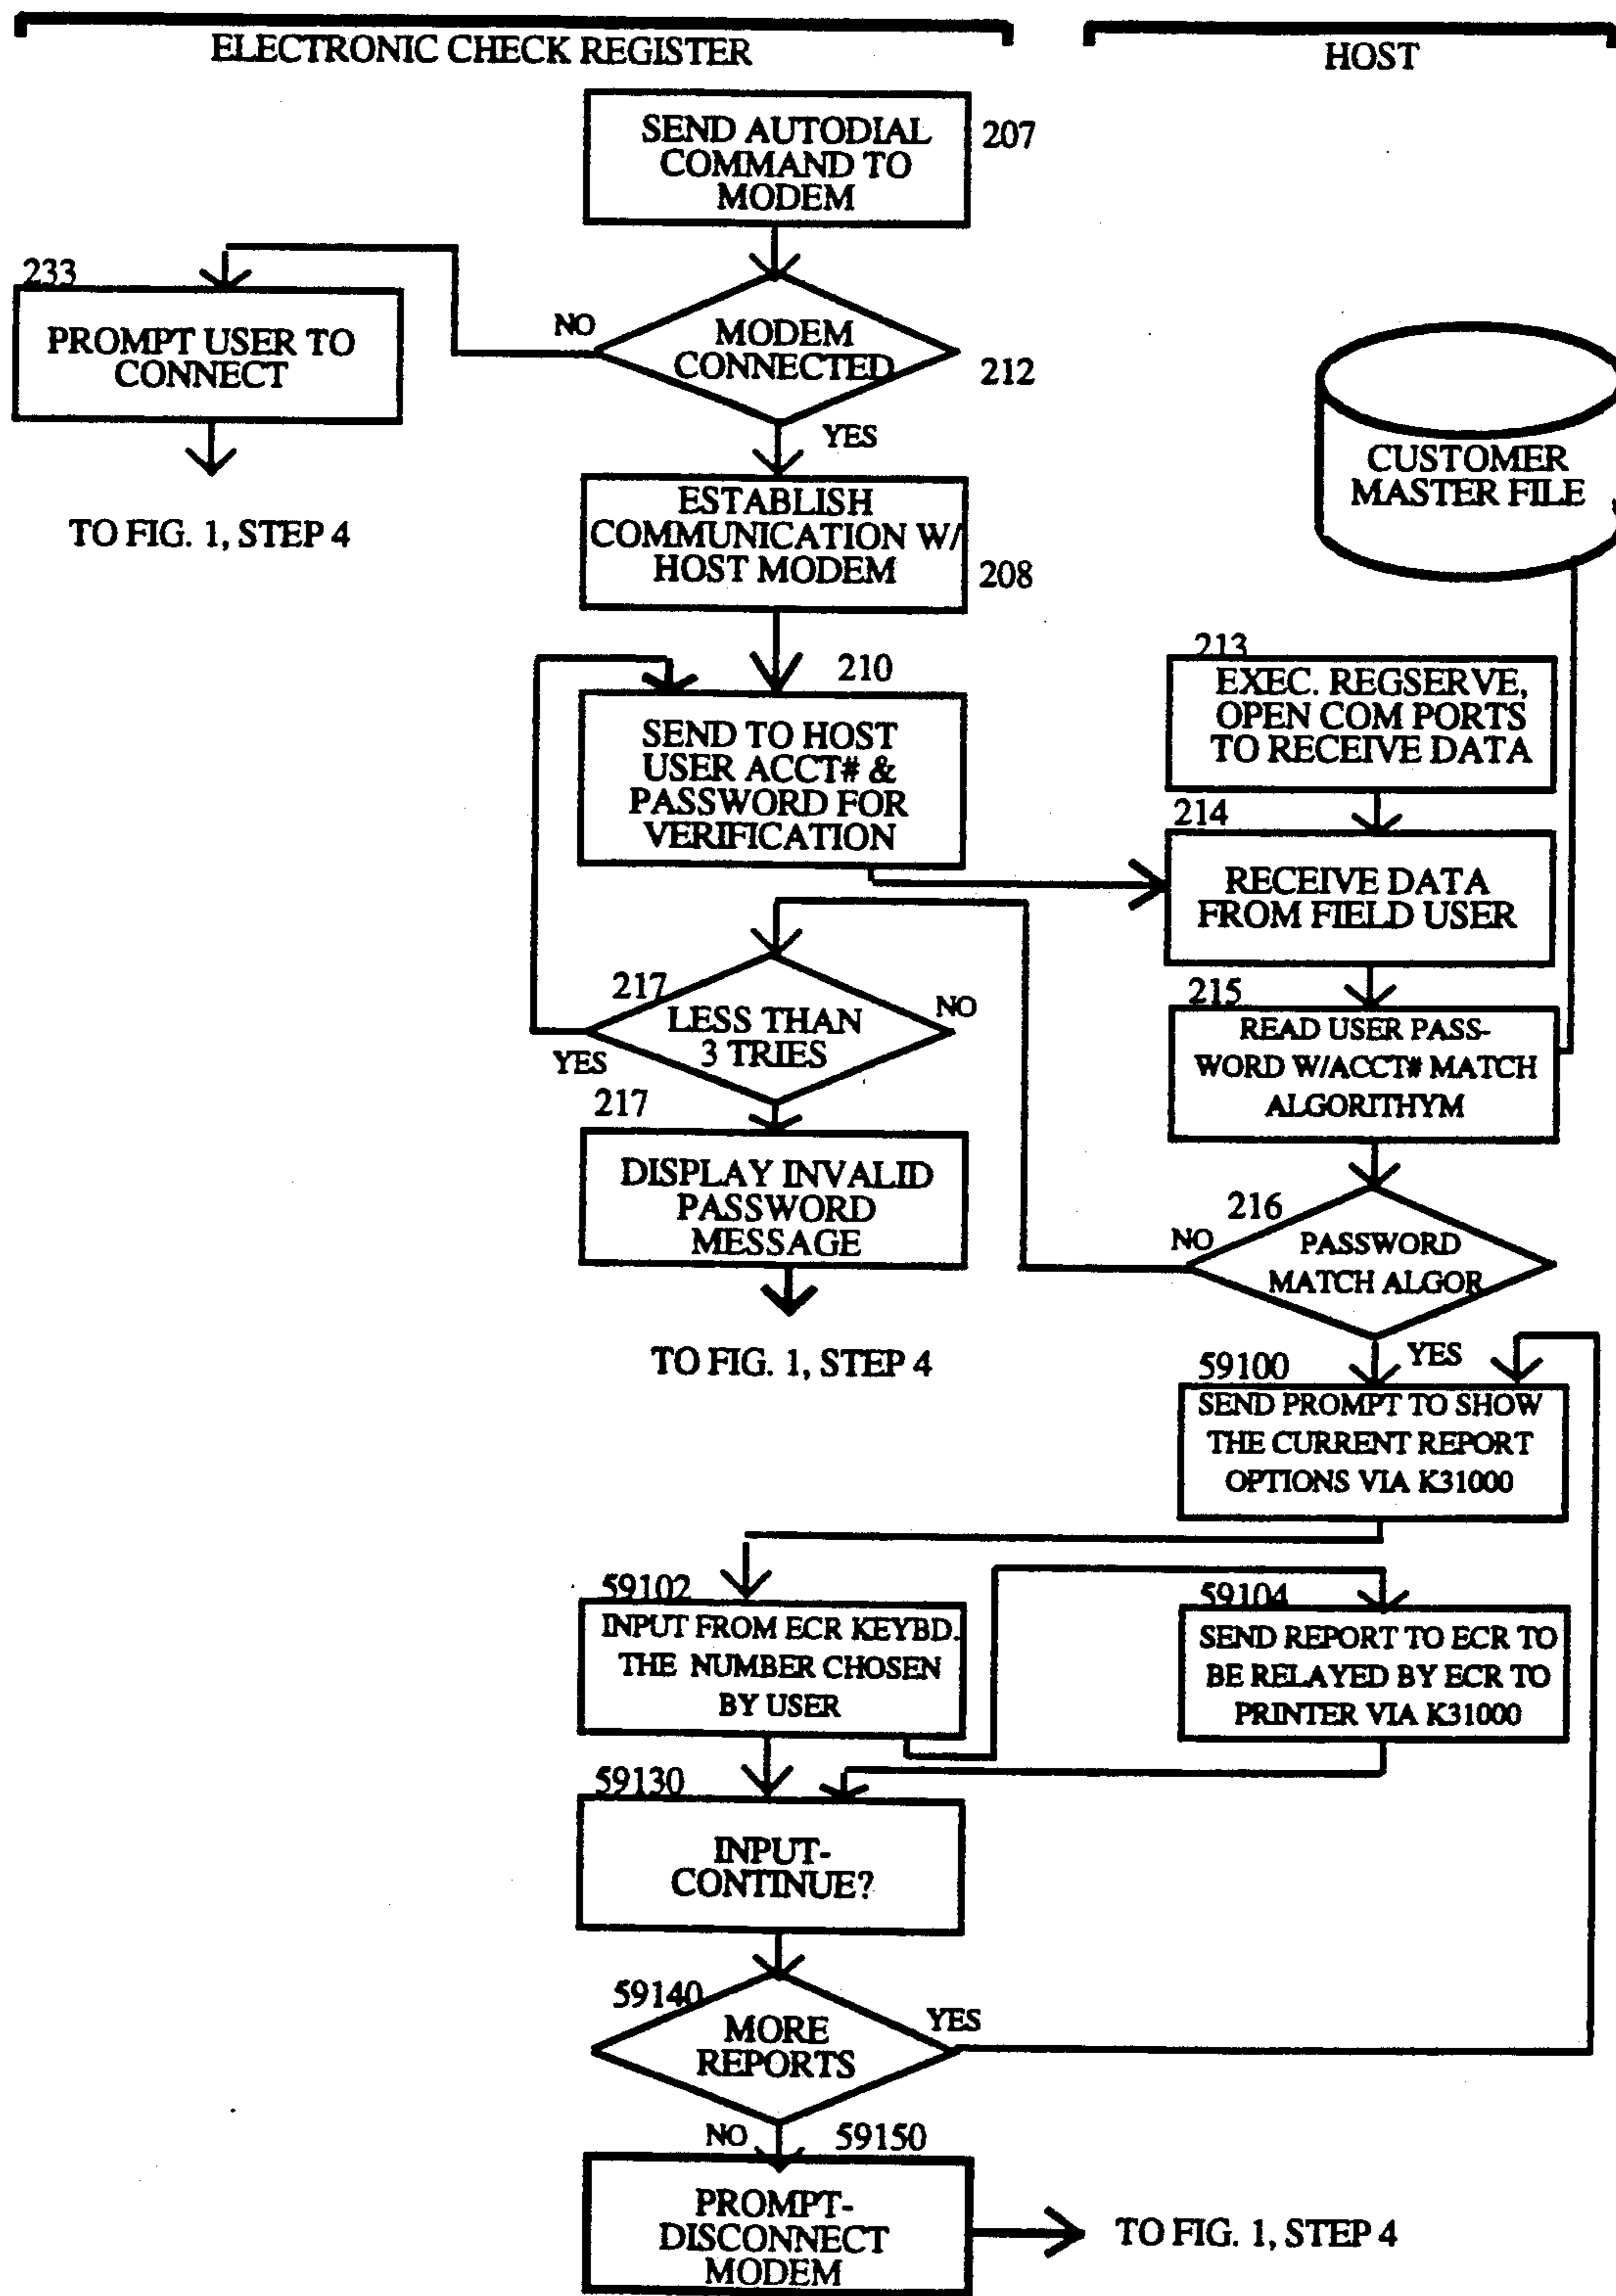 ELECTRONIC CHECK REGISTER
HOST
SEND AUTODIAL
COMMAND TO
MODEM
207
233
PROMPT USER TO
CONNECT
NO
MODEM
CONNECTED
212
YES
TO FIG. 1, STEP 4
CUSTOMER
MASTER FILE
ESTABLISH
COMMUNICATION W/
HOST MODEM
208
210
SEND TO HOST
USER ACCT# &
PASSWORD FOR
VERIFICATION
213
EXEC. REGSERVE,
OPEN COM PORTS
TO RECEIVE DATA
214
RECEIVE DATA
FROM FIELD USER
217
LESS THAN
3 TRIES
NO
YES
215
READ USER PASS-
WORD W/ACCT# MATCH
ALGORITHYM
217
DISPLAY INVALID
PASSWORD
MESSAGE
216
NO
PASSWORD
MATCH ALGOR
YES
TO FIG. 1, STEP 4
59100
SEND PROMPT TO SHOW
THE CURRENT REPORT
OPTIONS VIA K31000
59102
INPUT FROM ECR KEYBD.
THE NUMBER CHOSEN
BY USER
59104
SEND REPORT TO ECR TO
BE RELAYED BY ECR TO
PRINTER VIA K31000
59130
INPUT-
CONTINUE?
59140
MORE
REPORTS
YES
NO
59150
PROMPT-
DISCONNECT
MODEM
TO FIG. 1, STEP 4